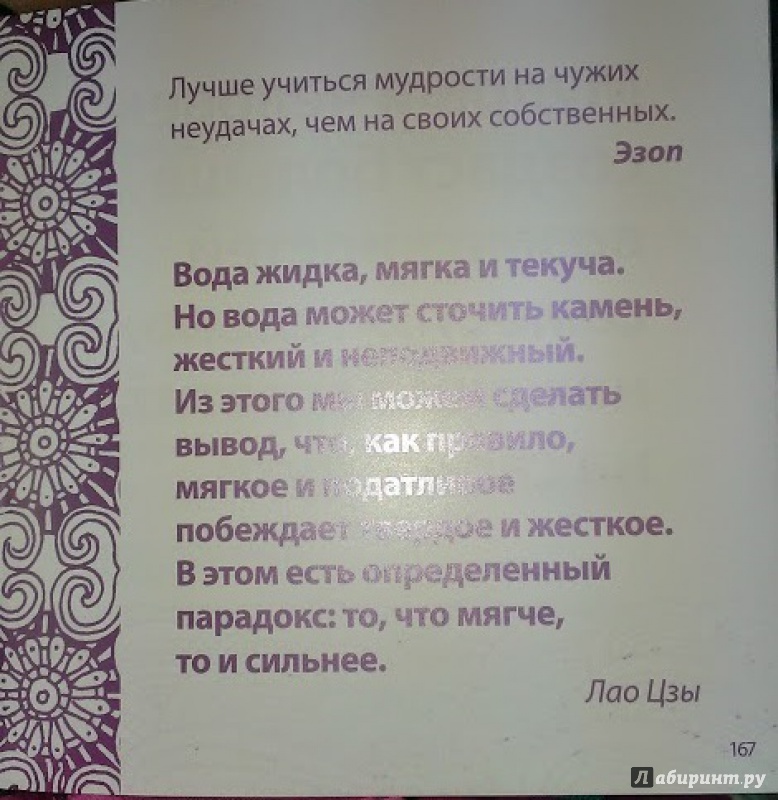 Лучше учиться мудрости на чужих
неудачах, чем на своих собственных.
Эзоп
Вода жидка, мягка и текуча.
Но вода может сточить камень,
жесткий и неподвижный.
Из этого мы можем сделать
вывод, что, как правило,
мягкое и податливое
побеждает твердое и жесткое.
В этом есть определенный
парадокс: то, что мягче,
то и сильнее.
Лао Цзы
167
Лабиринт.ру